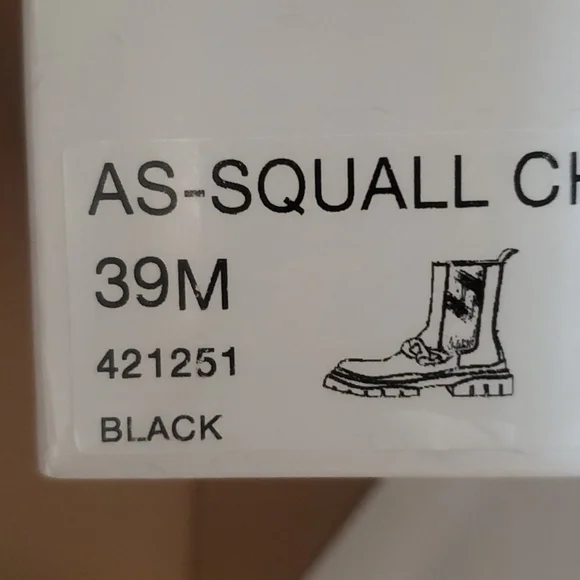 AS-SQUALL CH
39M
421251
BLACK